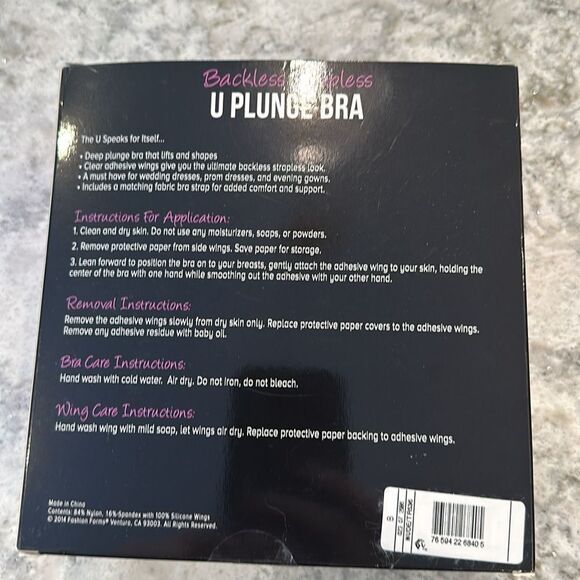 Backless
U PLUNGE BRA
The U Speaks for Itself...
• Deep plunge bra that lifts and shapes
• Clear adhesive wings give you the ultimate backless strapless look.
• A must have for wedding dresses, prom dresses, and evening gowns.
• Includes a matching fabric bra strap for added comfort and support.
Instructions For Application:
1. Clean and dry skin. Do not use any moisturizers, soaps, or powders.
2. Remove protective paper from side wings. Save paper for storage.
3. Lean forward to position the bra on to your breasts, gently attach the adhesive wing to your skin, holding the
center of the bra with one hand while smoothing out the adhesive with your other hand.
Removal Instructions:
Remove the adhesive wings slowly from dry skin only. Replace protective paper covers to the adhesive wings.
Remove any adhesive residue with baby oil.
Bra Care Instructions:
Hand wash with cold water. Air dry. Do not iron, do not bleach.
Wing Care Instructions:
Hand wash wing with mild soap, let wings air dry. Replace protective paper backing to adhesive wings.
Made in China
Contents: 84% Nylon, 16%-Spandex with 100% Silicone Wings
© 2014 Fashion Forms® Ventura, CA 93003. All Rights Reserved.
76 594 22 6840 5